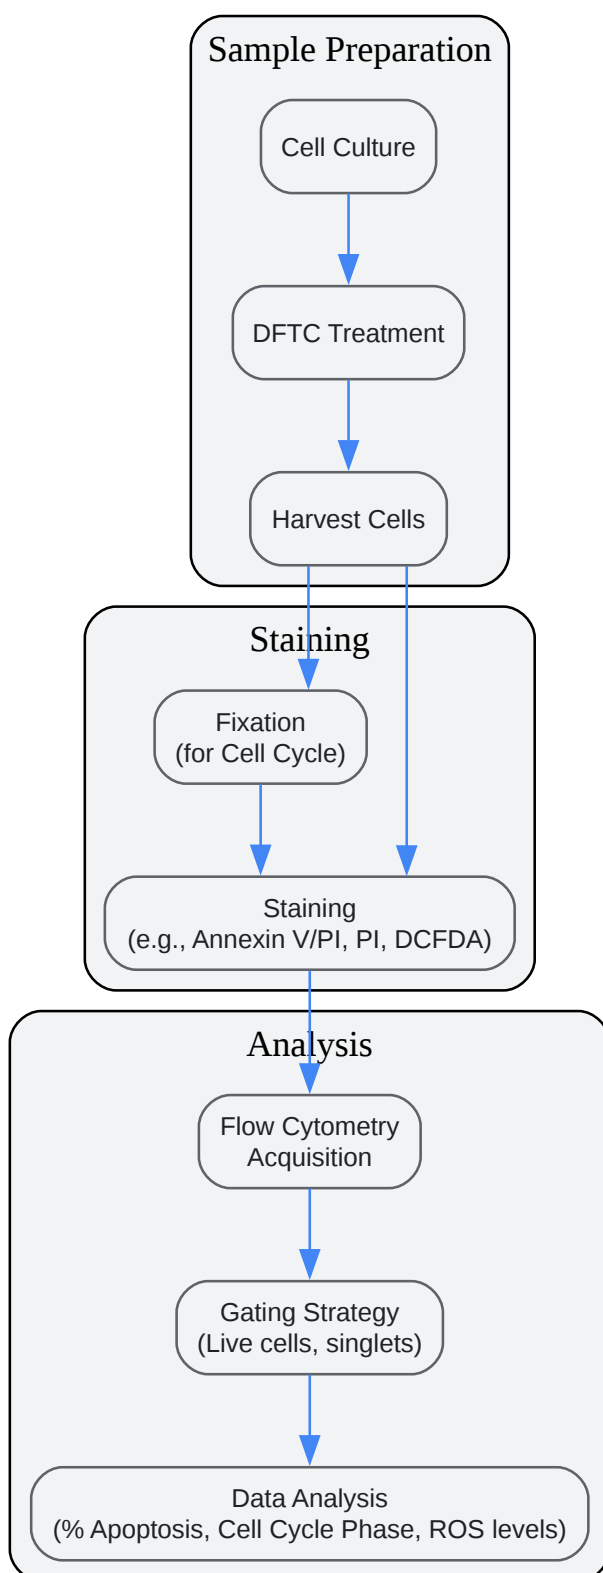 Sample Preparation
Cell Culture
DFTC Treatment
Harvest Cells
Staining
Fixation
(for Cell Cycle)
Staining
(e.g., Annexin V/PI, PI, DCFDA)
Analysis
Flow Cytometry
Acquisition
Gating Strategy
(Live cells, singlets)
Data Analysis
(% Apoptosis, Cell Cycle Phase, ROS levels)